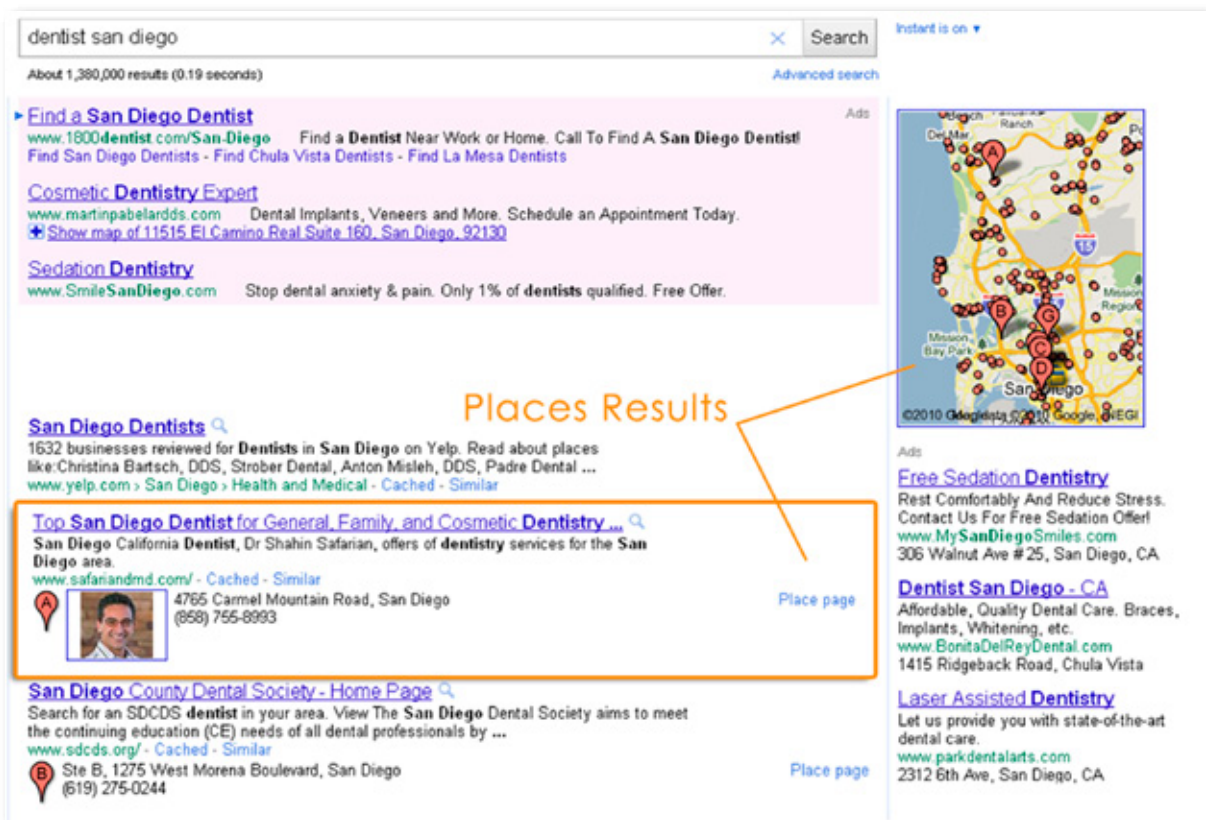 dentist san diego
Search
Instant is on ▼
About 1,380,000 results (0.19 seconds)
Advanced search
Find a San Diego Dentist
Ads
www.1800dentist.com/San-Diego Find a Dentist Near Work or Home. Call To Find A San Diego Dentist!
Find San Diego Dentists - Find Chula Vista Dentists - Find La Mesa Dentists
Cosmetic Dentistry Expert
www.martinpabelardds.com Dental Implants, Veneers and More. Schedule an Appointment Today.
Show map of 11515 El Camino Real Suite 160, San Diego, 92130
Sedation Dentistry
www.SmileSanDiego.com Stop dental anxiety & pain. Only 1% of dentists qualified. Free Offer.
Places Results
San Diego Dentists
1632 businesses reviewed for Dentists in San Diego on Yelp. Read about places
like:Christina Bartsch, DDS, Strober Dental, Anton Misleh, DDS, Padre Dental ...
www.yelp.com › San Diego › Health and Medical - Cached - Similar
Top San Diego Dentist for General, Family, and Cosmetic Dentistry ...
San Diego California Dentist, Dr Shahin Safarian, offers of dentistry services for the San
Diego area.
www.safariandmd.com/ - Cached - Similar
A
4765 Carmel Mountain Road, San Diego
Place page
(858) 755-8993
San Diego County Dental Society - Home Page
Search for an SDCDS dentist in your area. View The San Diego Dental Society aims to meet
the continuing education (CE) needs of all dental professionals by ...
www.sdcds.org/ - Cached - Similar
B
Ste B, 1275 West Morena Boulevard, San Diego
Place page
(619) 275-0244
Beach
Ranch
Del Mar
A
15
Mission
Region
B
G
Mission
Bay Park
C
D
San Diego
©2010 Google
Ads
Free Sedation Dentistry
Rest Comfortably And Reduce Stress.
Contact Us For Free Sedation Offer!
www.MySanDiegoSmiles.com
306 Walnut Ave #25, San Diego, CA
Dentist San Diego - CA
Affordable, Quality Dental Care. Braces,
Implants, Whitening, etc.
www.BonitaDelReyDental.com
1415 Ridgeback Road, Chula Vista
Laser Assisted Dentistry
Let us provide you with state-of-the-art
dental care.
www.parkdentalarts.com
2312 6th Ave, San Diego, CA